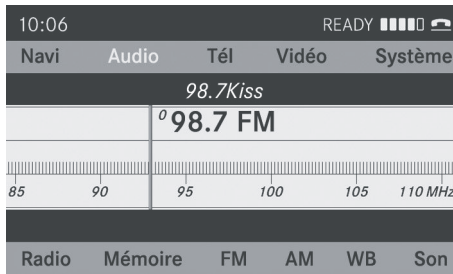 10:06 READY
Navi Audio Tél Vidéo Système
98.7Kiss
0 98.7 FM
85 90 95 100 105 110 MHz
Radio Mémoire FM AM WB Son